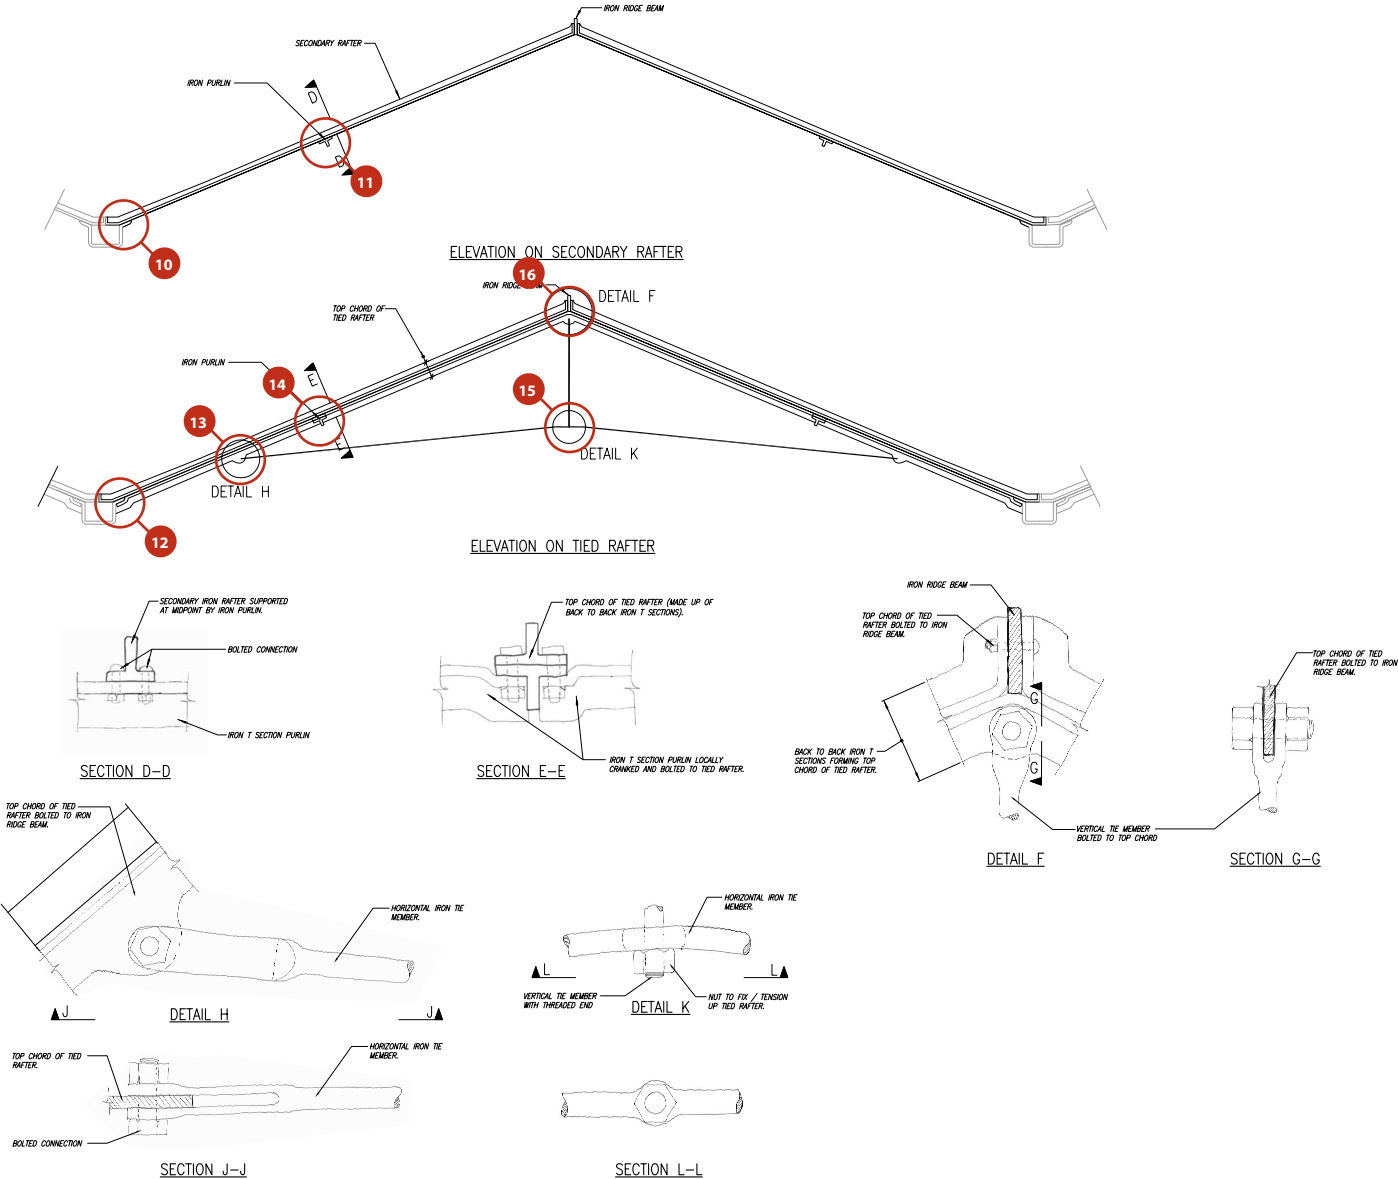 IRON RIDGE BEAM
SECONDARY RAFTER
IRON PURLIN
D
D
11
10
ELEVATION ON SECONDARY RAFTER
16
IRON RIDGE
DETAIL F
TOP CHORD OF
TIED RAFTER
IRON PURLIN
14
E
15
13
E
DETAIL K
DETAIL H
12
ELEVATION ON TIED RAFTER
SECONDARY IRON RAFTER SUPPORTED
AT MIDPOINT BY IRON PURLIN.
BOLTED CONNECTION
IRON T SECTION PURLIN
SECTION D-D
TOP CHORD OF TIED RAFTER (MADE UP OF
BACK TO BACK IRON T SECTIONS).
IRON T SECTION PURLIN LOCALLY
CRANKED AND BOLTED TO TIED RAFTER.
SECTION E-E
IRON RIDGE BEAM
TOP CHORD OF TIED
RAFTER BOLTED TO IRON
RIDGE BEAM.
G
G
BACK TO BACK IRON T
SECTIONS FORMING TOP
CHORD OF TIED RAFTER.
VERTICAL TIE MEMBER
BOLTED TO TOP CHORD
DETAIL F
TOP CHORD OF TIED
RAFTER BOLTED TO IRON
RIDGE BEAM.
SECTION G-G
TOP CHORD OF TIED
RAFTER BOLTED TO IRON
RIDGE BEAM.
HORIZONTAL IRON TIE
MEMBER.
J
DETAIL H
J
HORIZONTAL IRON TIE
MEMBER.
L
L
VERTICAL TIE MEMBER
WITH THREADED END
DETAIL K
NUT TO FIX / TENSION
UP TIED RAFTER.
TOP CHORD OF TIED
RAFTER.
HORIZONTAL IRON TIE
MEMBER.
BOLTED CONNECTION
SECTION J-J
SECTION L-L